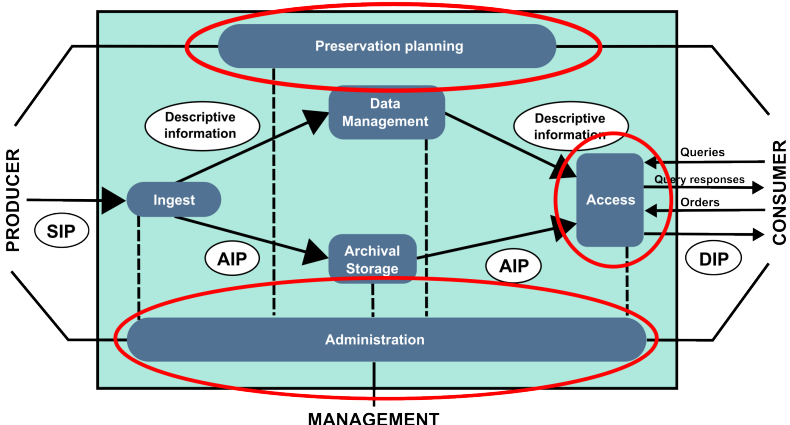 Preservation planning
Descriptive
information
Data
Management
Descriptive
information
PRODUCER
Ingest
SIP
AIP
Archival
Storage
AIP
Access
Queries
Query responses
Orders
DIP
CONSUMER
Administration
MANAGEMENT